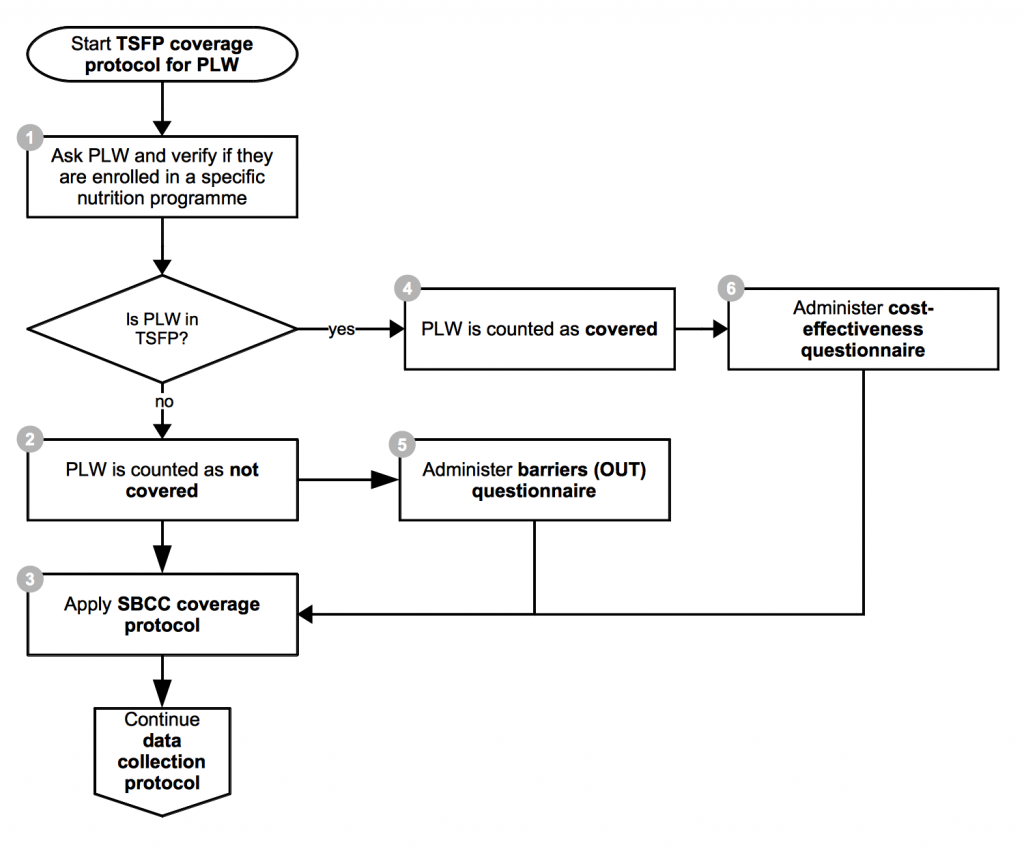 Start TSFP coverage
protocol for PLW
1
Ask PLW and verify if they
are enrolled in a specific
nutrition programme
Is PLW in
TSFP?
yes
4
PLW is counted as covered
6
Administer cost-
effectiveness
questionnaire
no
2
PLW is counted as not
covered
5
Administer barriers (OUT)
questionnaire
3
Apply SBCC coverage
protocol
Continue
data
collection
protocol